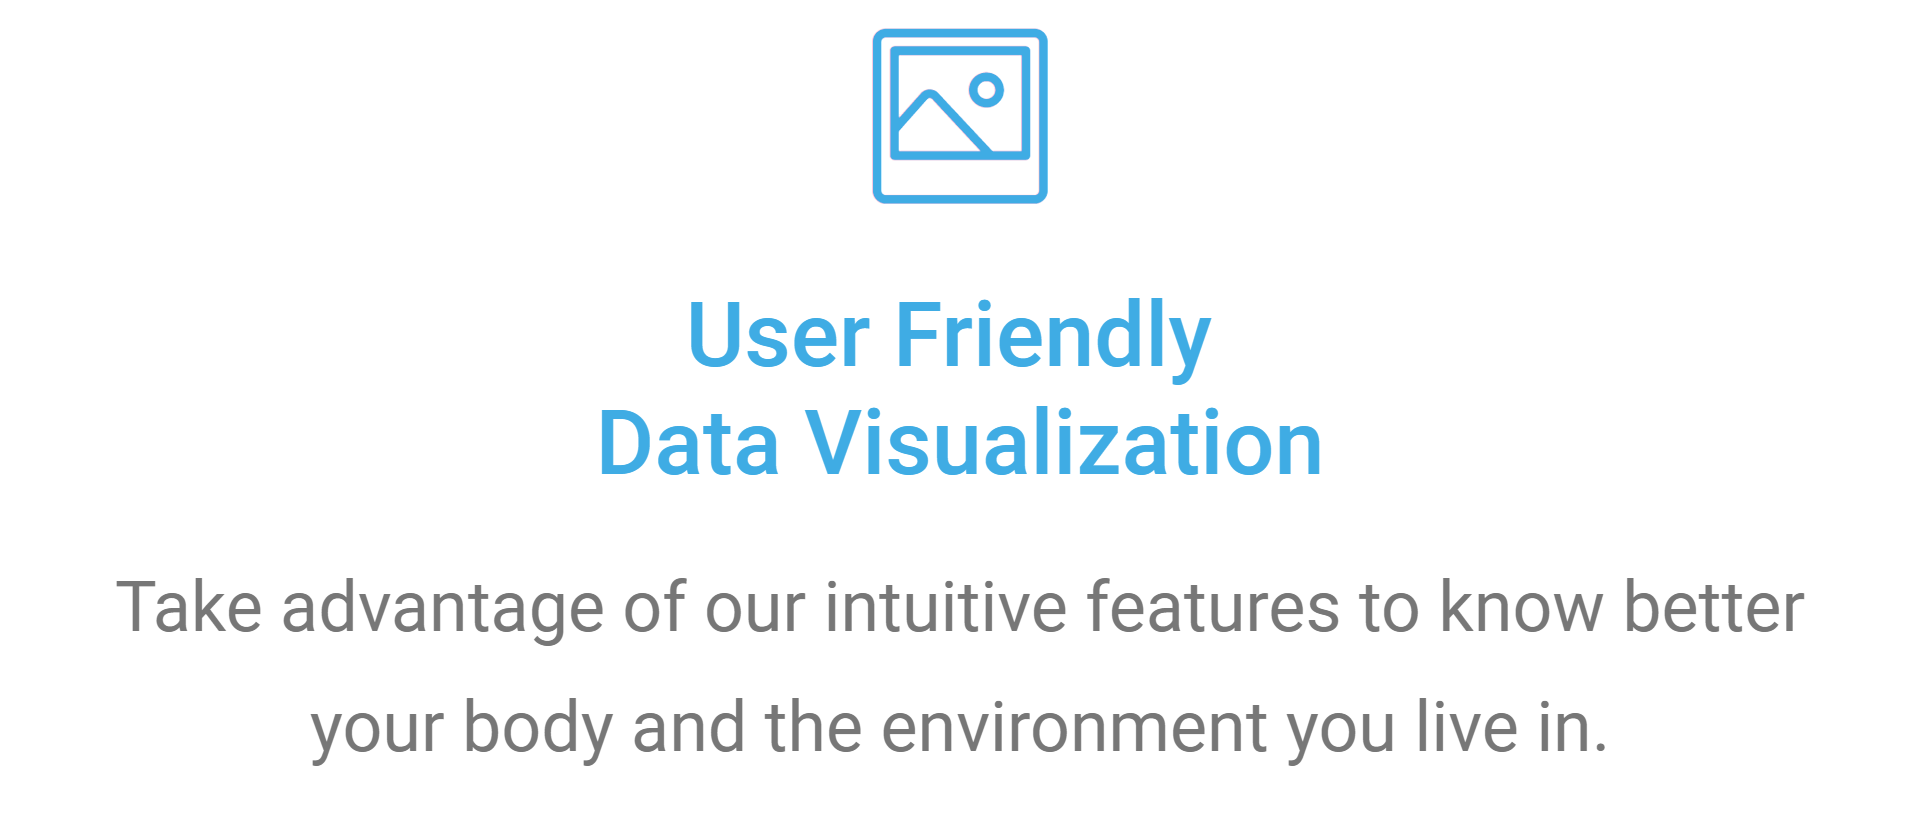 User Friendly
Data Visualization
Take advantage of our intuitive features to know better
your body and the environment you live in.